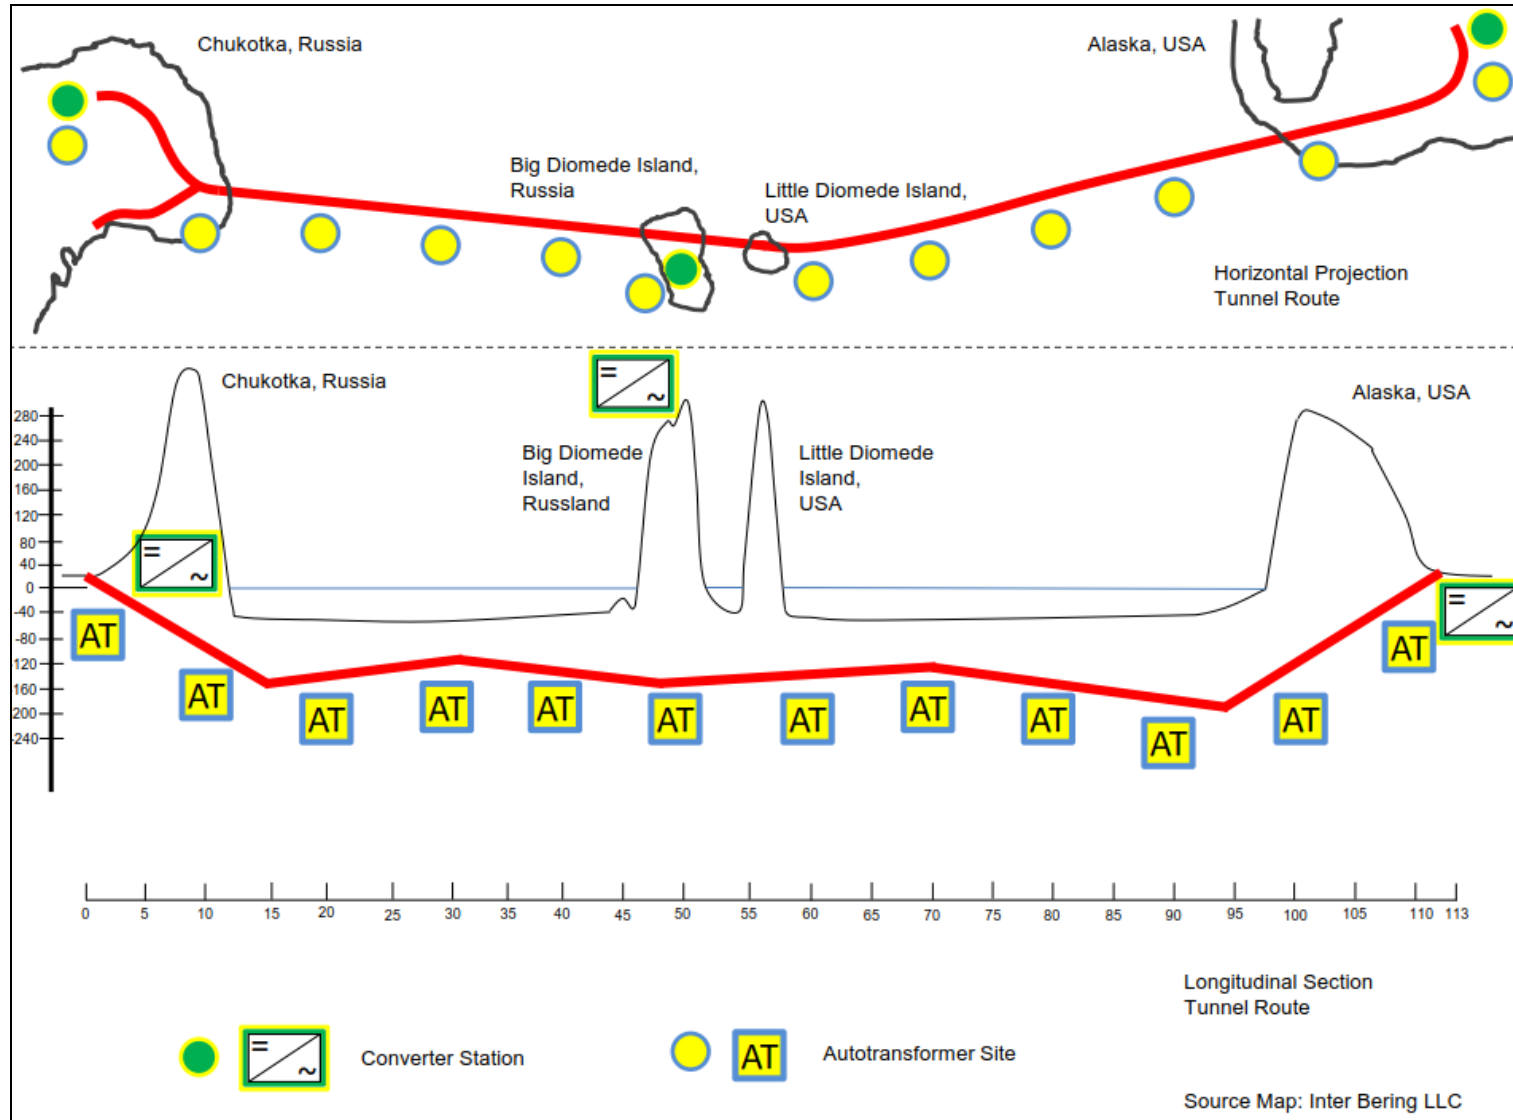 Chukotka, Russia
Alaska, USA
Big Diomede Island,
Russia
Little Diomede Island,
USA
Horizontal Projection
Tunnel Route
Chukotka, Russia
Alaska, USA
=
~
Big Diomede
Island,
Russland
Little Diomede
Island,
USA
280
240
200
160
120
80
40
0
-40
-80
-120
-160
200
-240
=
~
=
~
AT
AT
AT
AT
AT
AT
AT
AT
AT
AT
AT
AT
0 5 10 15 20 25 30 35 40 45 50 55 60 65 70 75 80 85 90 95 100 105 110 113
Longitudinal Section
Tunnel Route
=
~
Converter Station
AT
Autotransformer Site
Source Map: Inter Bering LLC